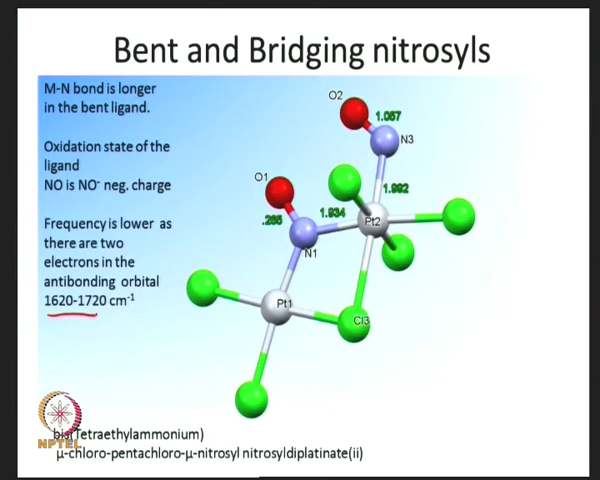 Bent and Bridging nitrosyls
M-N bond is longer
in the bent ligand.
Oxidation state of the
ligand
NO is NO⁻ neg. charge
Frequency is lower as
there are two
electrons in the
antibonding orbital
1620-1720 cm⁻¹
O2
1.067
N3
O1
1.992
.266
1.934
Pt2
N1
Pt1
Cl3
bis(Tetraethylammonium)
NPTEL
μ-chloro-pentachloro-μ-nitrosyl nitrosyldiplatinate(ii)